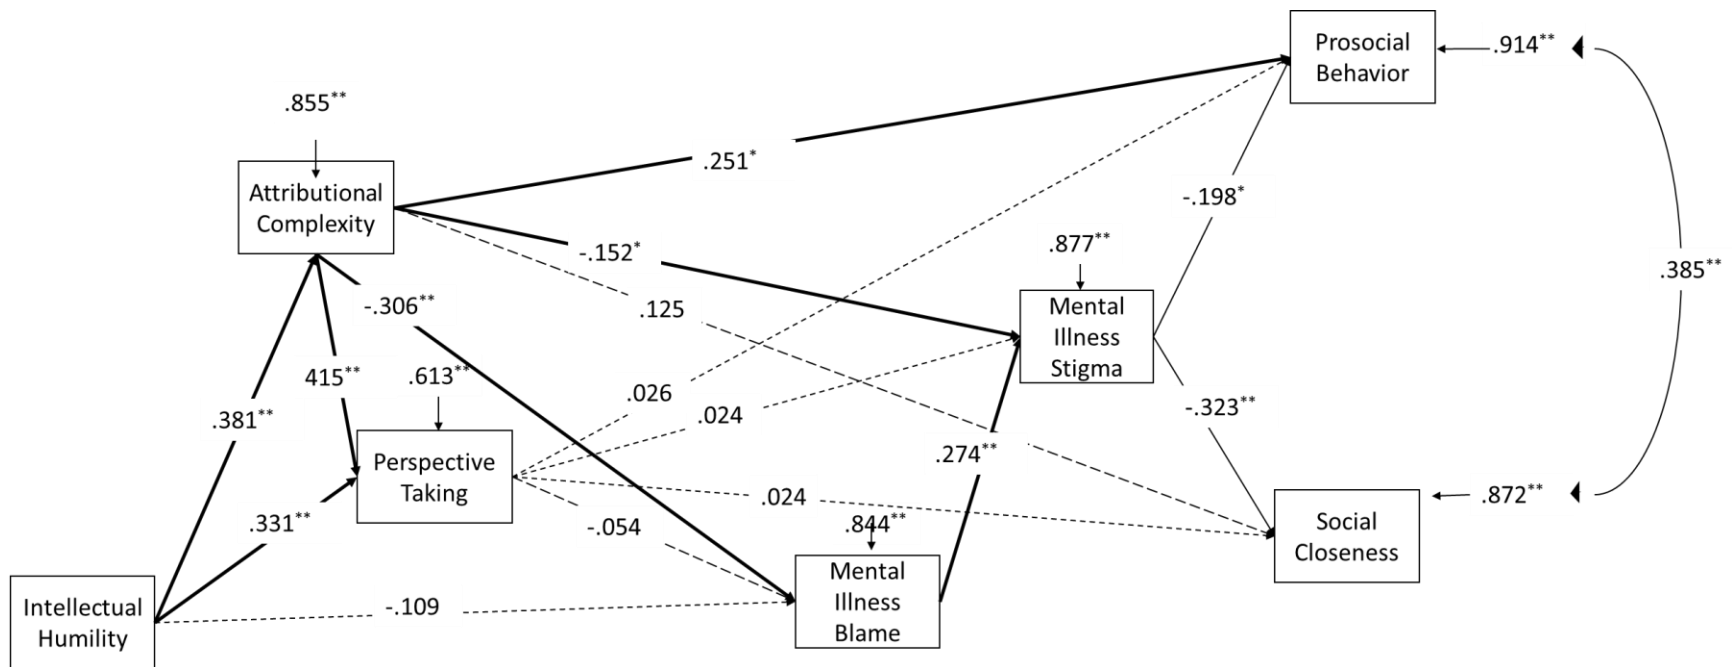 Prosocial
Behavior
.914**
.855**
.251*
Attributional
Complexity
-.198*
-.152*
.877**
.385**
-.306**
.125
Mental
Illness
Stigma
415**
.613**
.026
.024
-.323**
.381**
.274**
Perspective
Taking
.024
.872**
.331**
-.054
.844**
Social
Closeness
Mental
Illness
Blame
Intellectual
Humility
-.109